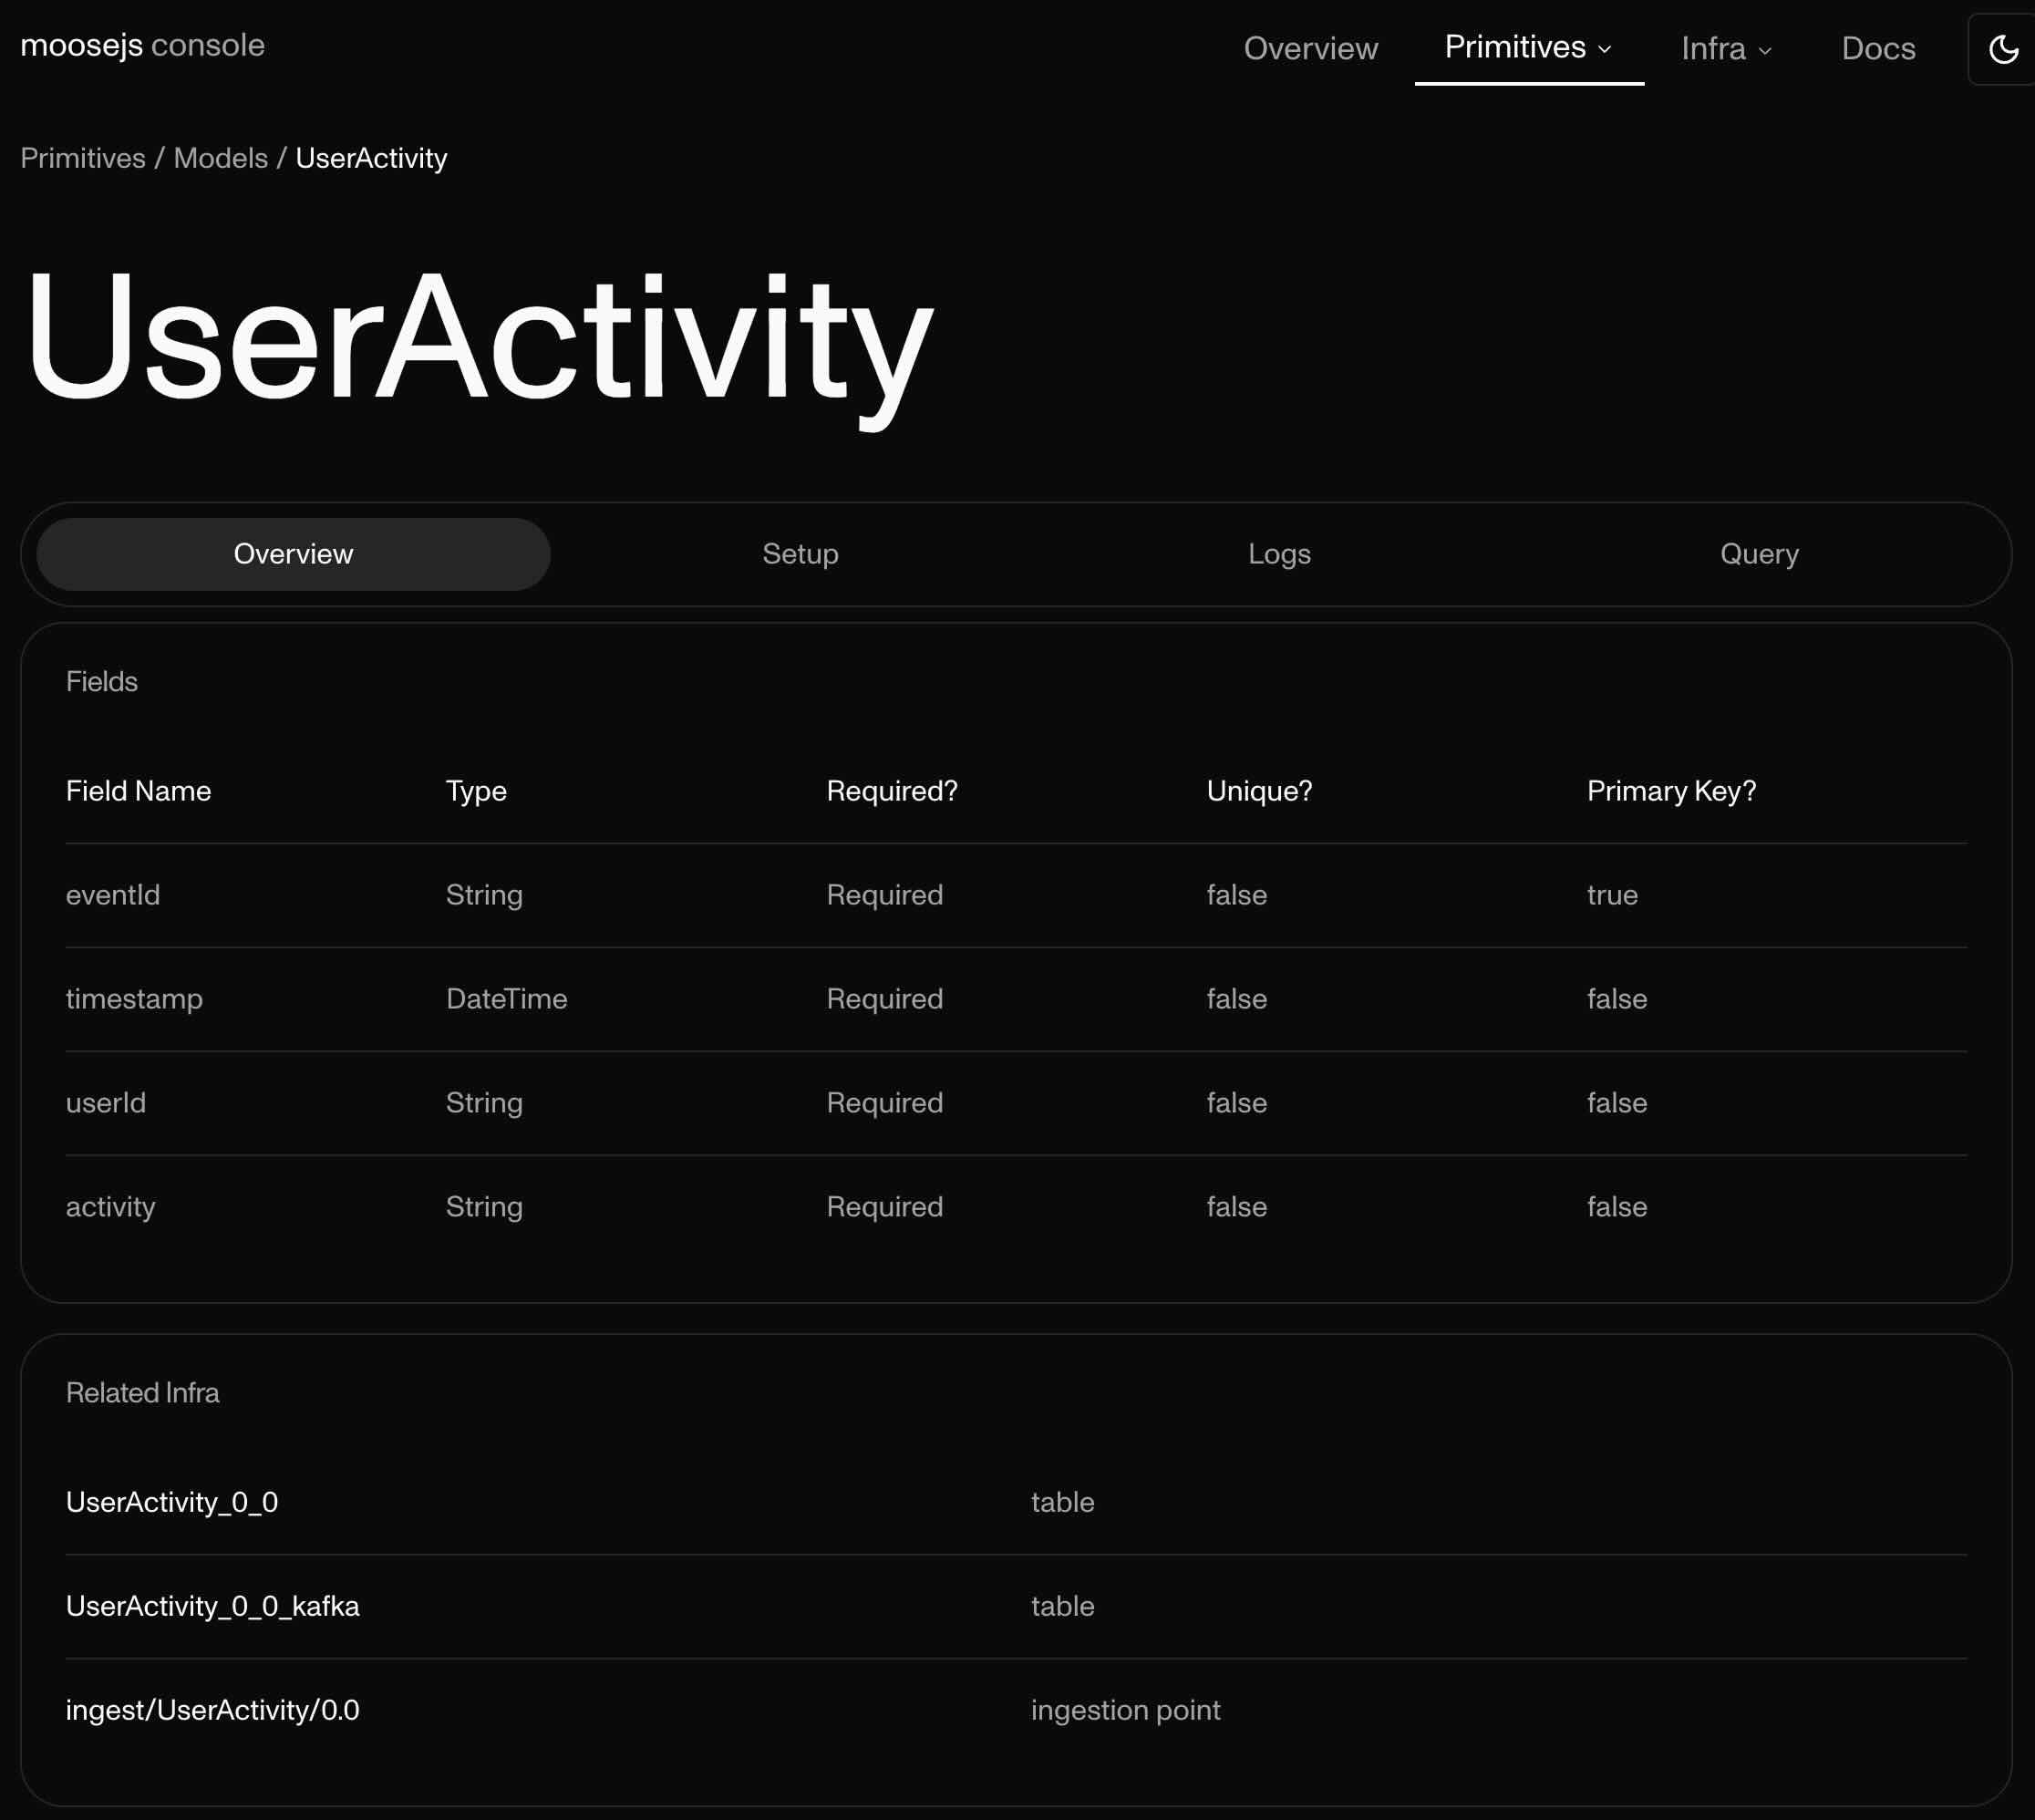 moosejs console Overview Primitives Infra Docs
Primitives / Models / UserActivity
UserActivity
Overview Setup Logs Query
Fields
Field Name Type Required? Unique? Primary Key?
eventId String Required false true
timestamp DateTime Required false false
userId String Required false false
activity String Required false false
Related Infra
UserActivity_0_0 table
UserActivity_0_0_kafka table
ingest/UserActivity/0.0 ingestion point